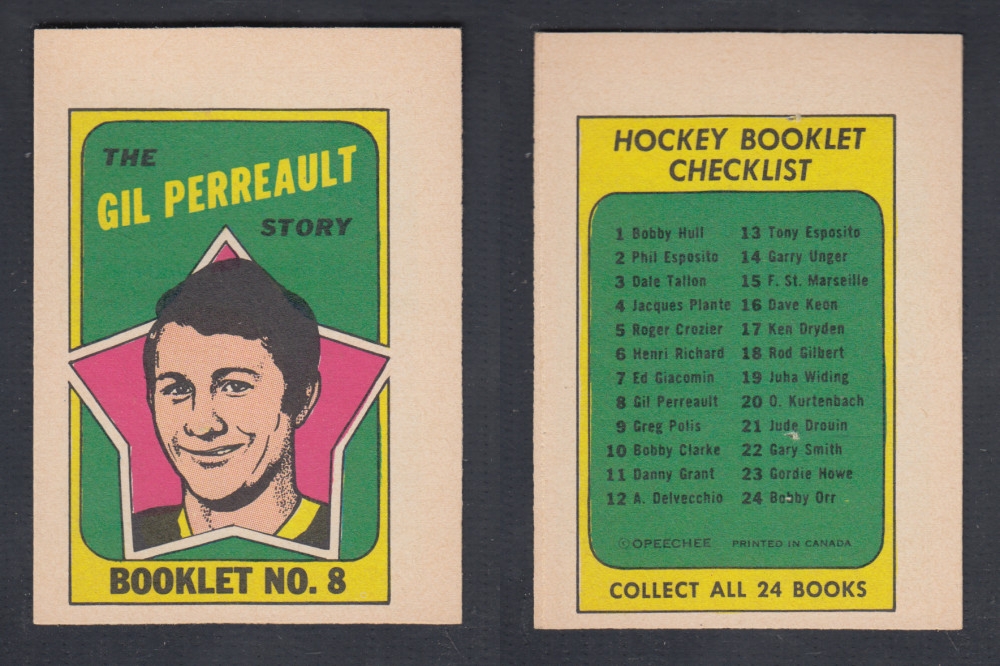 THE
GIL PERREAULT
STORY
BOOKLET NO. 8
HOCKEY BOOKLET
CHECKLIST
1 Bobby Hull 13 Tony Esposito
2 Phil Esposito 14 Garry Unger
3 Dale Tallon 15 F. St. Marseille
4 Jacques Plante 16 Dave Keon
5 Roger Crozier 17 Ken Dryden
6 Henri Richard 18 Rod Gilbert
7 Ed Giacomin 19 Juha Widing
8 Gil Perreault 20 O. Kurtenbach
9 Greg Polis 21 Jude Drouin
10 Bobby Clarke 22 Gary Smith
11 Danny Grant 23 Gordie Howe
12 A. Delvecchio 24 Bobby Orr
©OPEECHEE PRINTED IN CANADA
COLLECT ALL 24 BOOKS